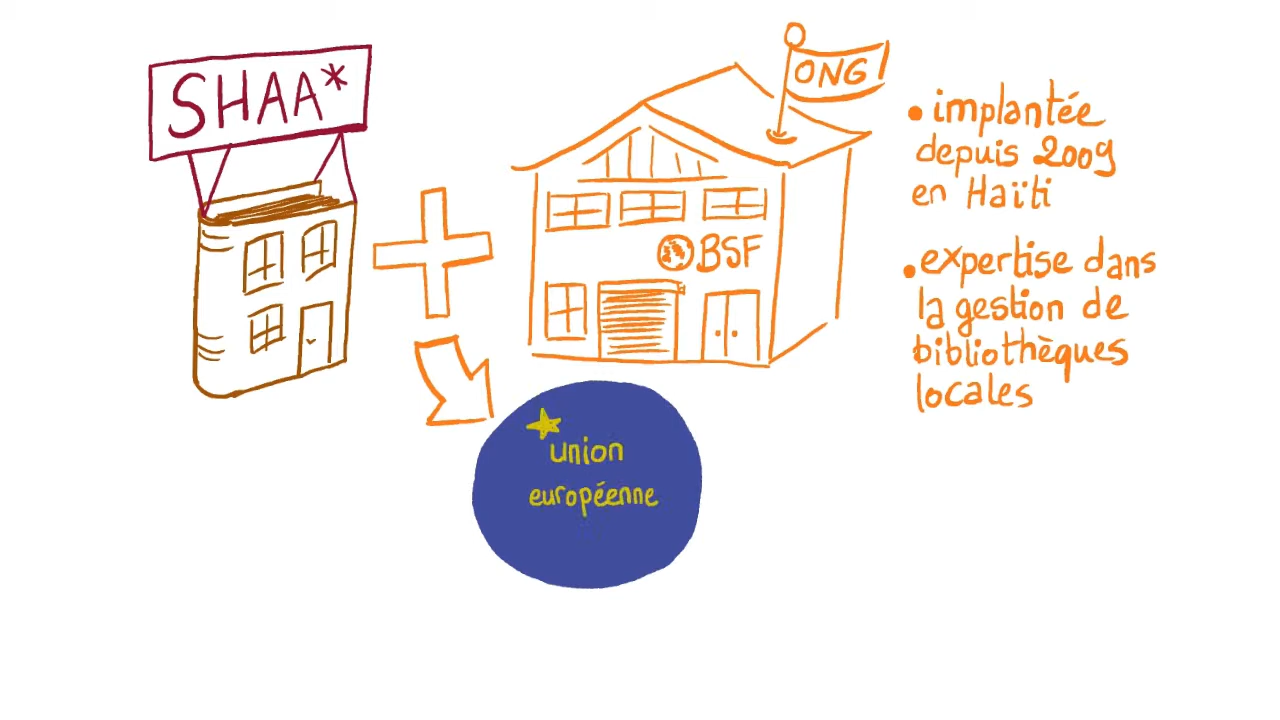 SHAA*
ONG
BSF
• implantée
depuis 2009
en Haïti
• expertise dans
la gestion de
bibliothèques
locales
union
européenne